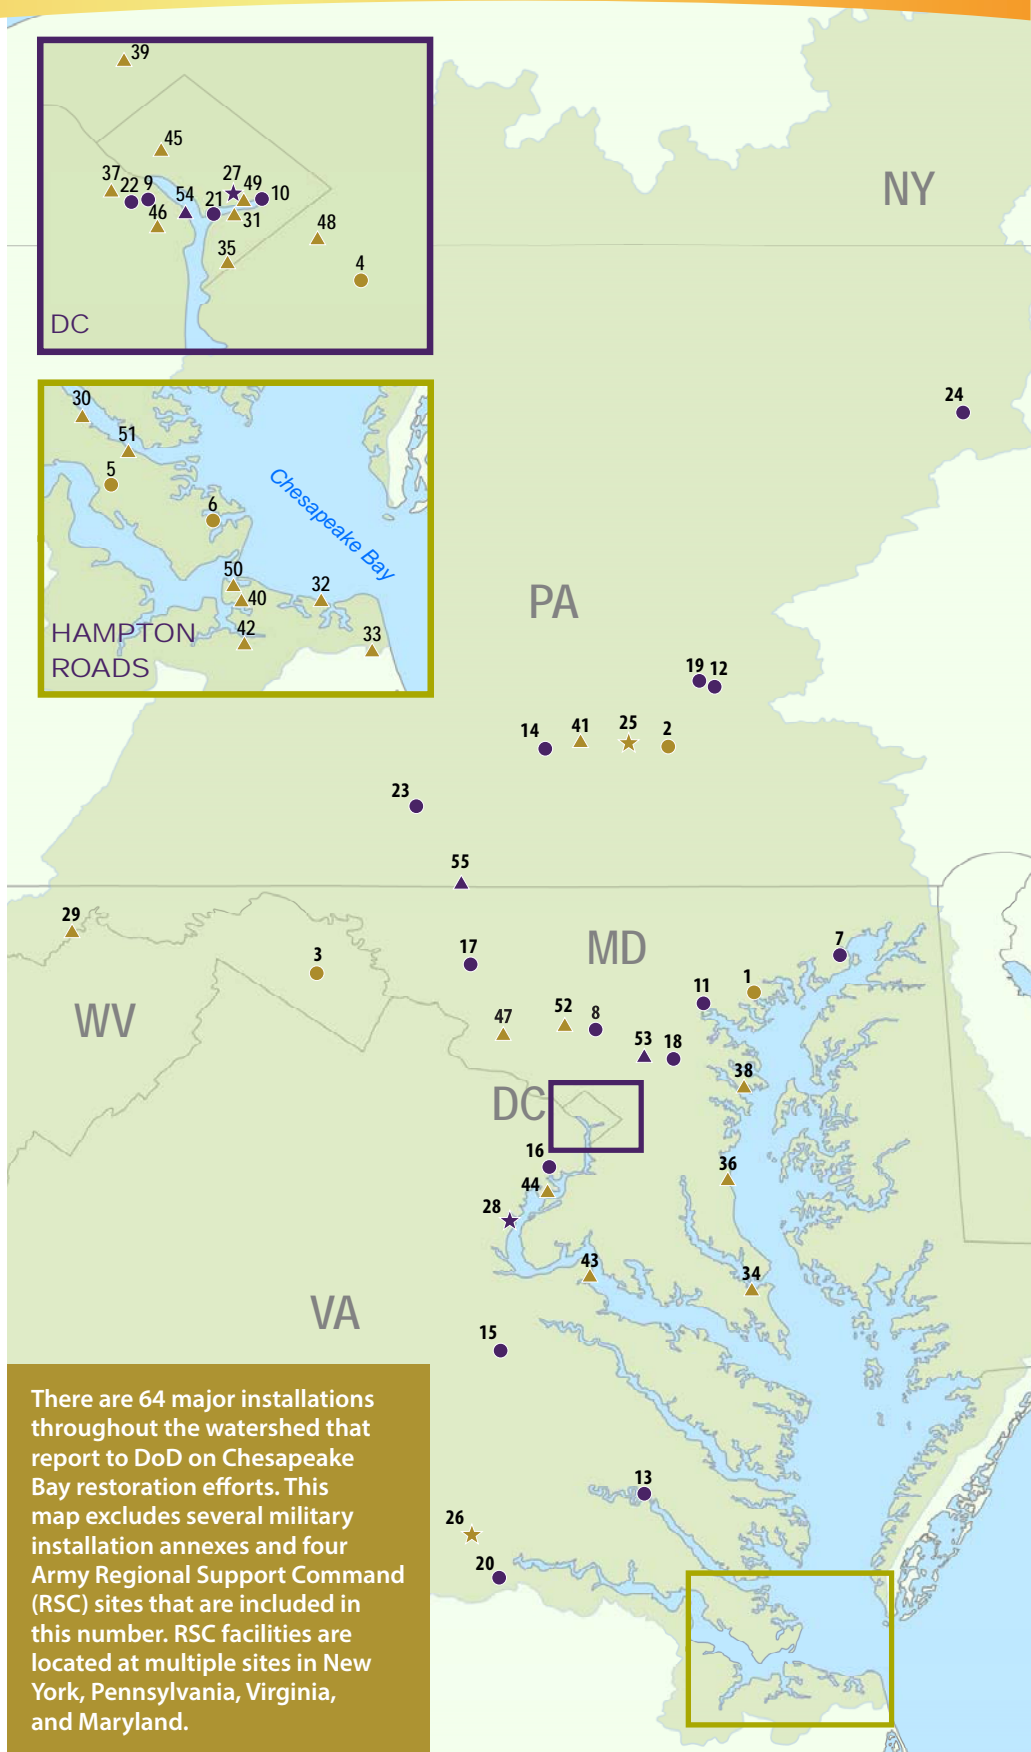 39
45
37
22
9
54
27
21
49
10
46
31
48
35
4
DC
NY
30
51
5
6
Chesapeake Bay
50
40
32
42
33
HAMPTON
ROADS
24
PA
19
12
14
41
25
2
23
55
29
3
17
MD
7
1
11
WV
47
52
8
53
18
38
DC
16
44
36
28
43
34
VA
15
There are 64 major installations
throughout the watershed that
report to DoD on Chesapeake
Bay restoration efforts. This
map excludes several military
installation annexes and four
Army Regional Support Command
(RSC) sites that are included in
this number. RSC facilities are
located at multiple sites in New
York, Pennsylvania, Virginia,
and Maryland.
13
26
20